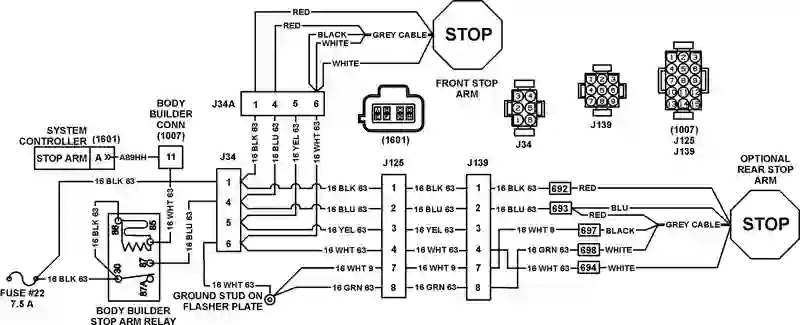 RED
RED
BLACK
WHITE
GREY CABLE
WHITE
STOP
FRONT STOP
ARM
J34A
1 4 5 6
(1601)
3 4
2 5
1 6
J34
J139
(1007)
J125
J139
SYSTEM
CONTROLLER
(1601)
STOP ARM
A
A89HH
BODY
BUILDER
CONN
(1007)
11
16 WHT 63
16 BLK 63
16 BLU 63
16 YEL 63
16 WHT 63
J34
1
4
5
6
16 BLK 63
86
85
87
30
87A
16 BLK 63
16 BLU 63
16 BLK 63
FUSE #22
7.5 A
BODY BUILDER
STOP ARM RELAY
16 WHT 63
GROUND STUD ON
FLASHER PLATE
J125
J139
16 BLK 63 1 16 BLK 63 1 16 BLK 63 692 RED
16 BLU 63 2 16 BLU 63 2 16 BLU 63 693 BLU
RED
16 YEL 63 3 16 YEL 63 3 16 WHT 9 697 BLACK
GREY CABLE
16 WHT 63 4 16 WHT 63 4 16 GRN 63 698 WHITE
16 WHT 9 7 16 WHT 9 7 16 WHT 63 694 WHITE
16 GRN 63 8 16 GRN 63 8
OPTIONAL
REAR STOP
ARM
STOP